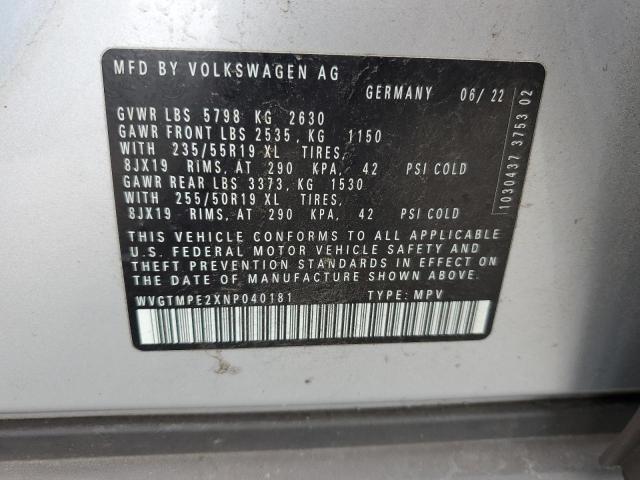 MFD BY VOLKSWAGEN AG
GERMANY 06/ 22
GVWR LBS 5798 KG 2630
GAWR FRONT LBS 2535, KG 1150
WITH 235/55R19 XL TIRES,
8JX19 RIMS, AT 290 KPA, 42 PSI COLD
GAWR REAR LBS 3373, KG 1530
WITH 255/50R19 XL TIRES,
8JX19 RIMS, AT 290 KPA, 42 PSI COLD
THIS VEHICLE CONFORMS TO ALL APPLICABLE
U.S. FEDERAL MOTOR VEHICLE SAFETY AND
THEFT PREVENTION STANDARDS IN EFFECT ON
THE DATE OF MANUFACTURE SHOWN ABOVE.
WVGTMPE2XNP040181 TYPE: MPV
1030437 3753 02